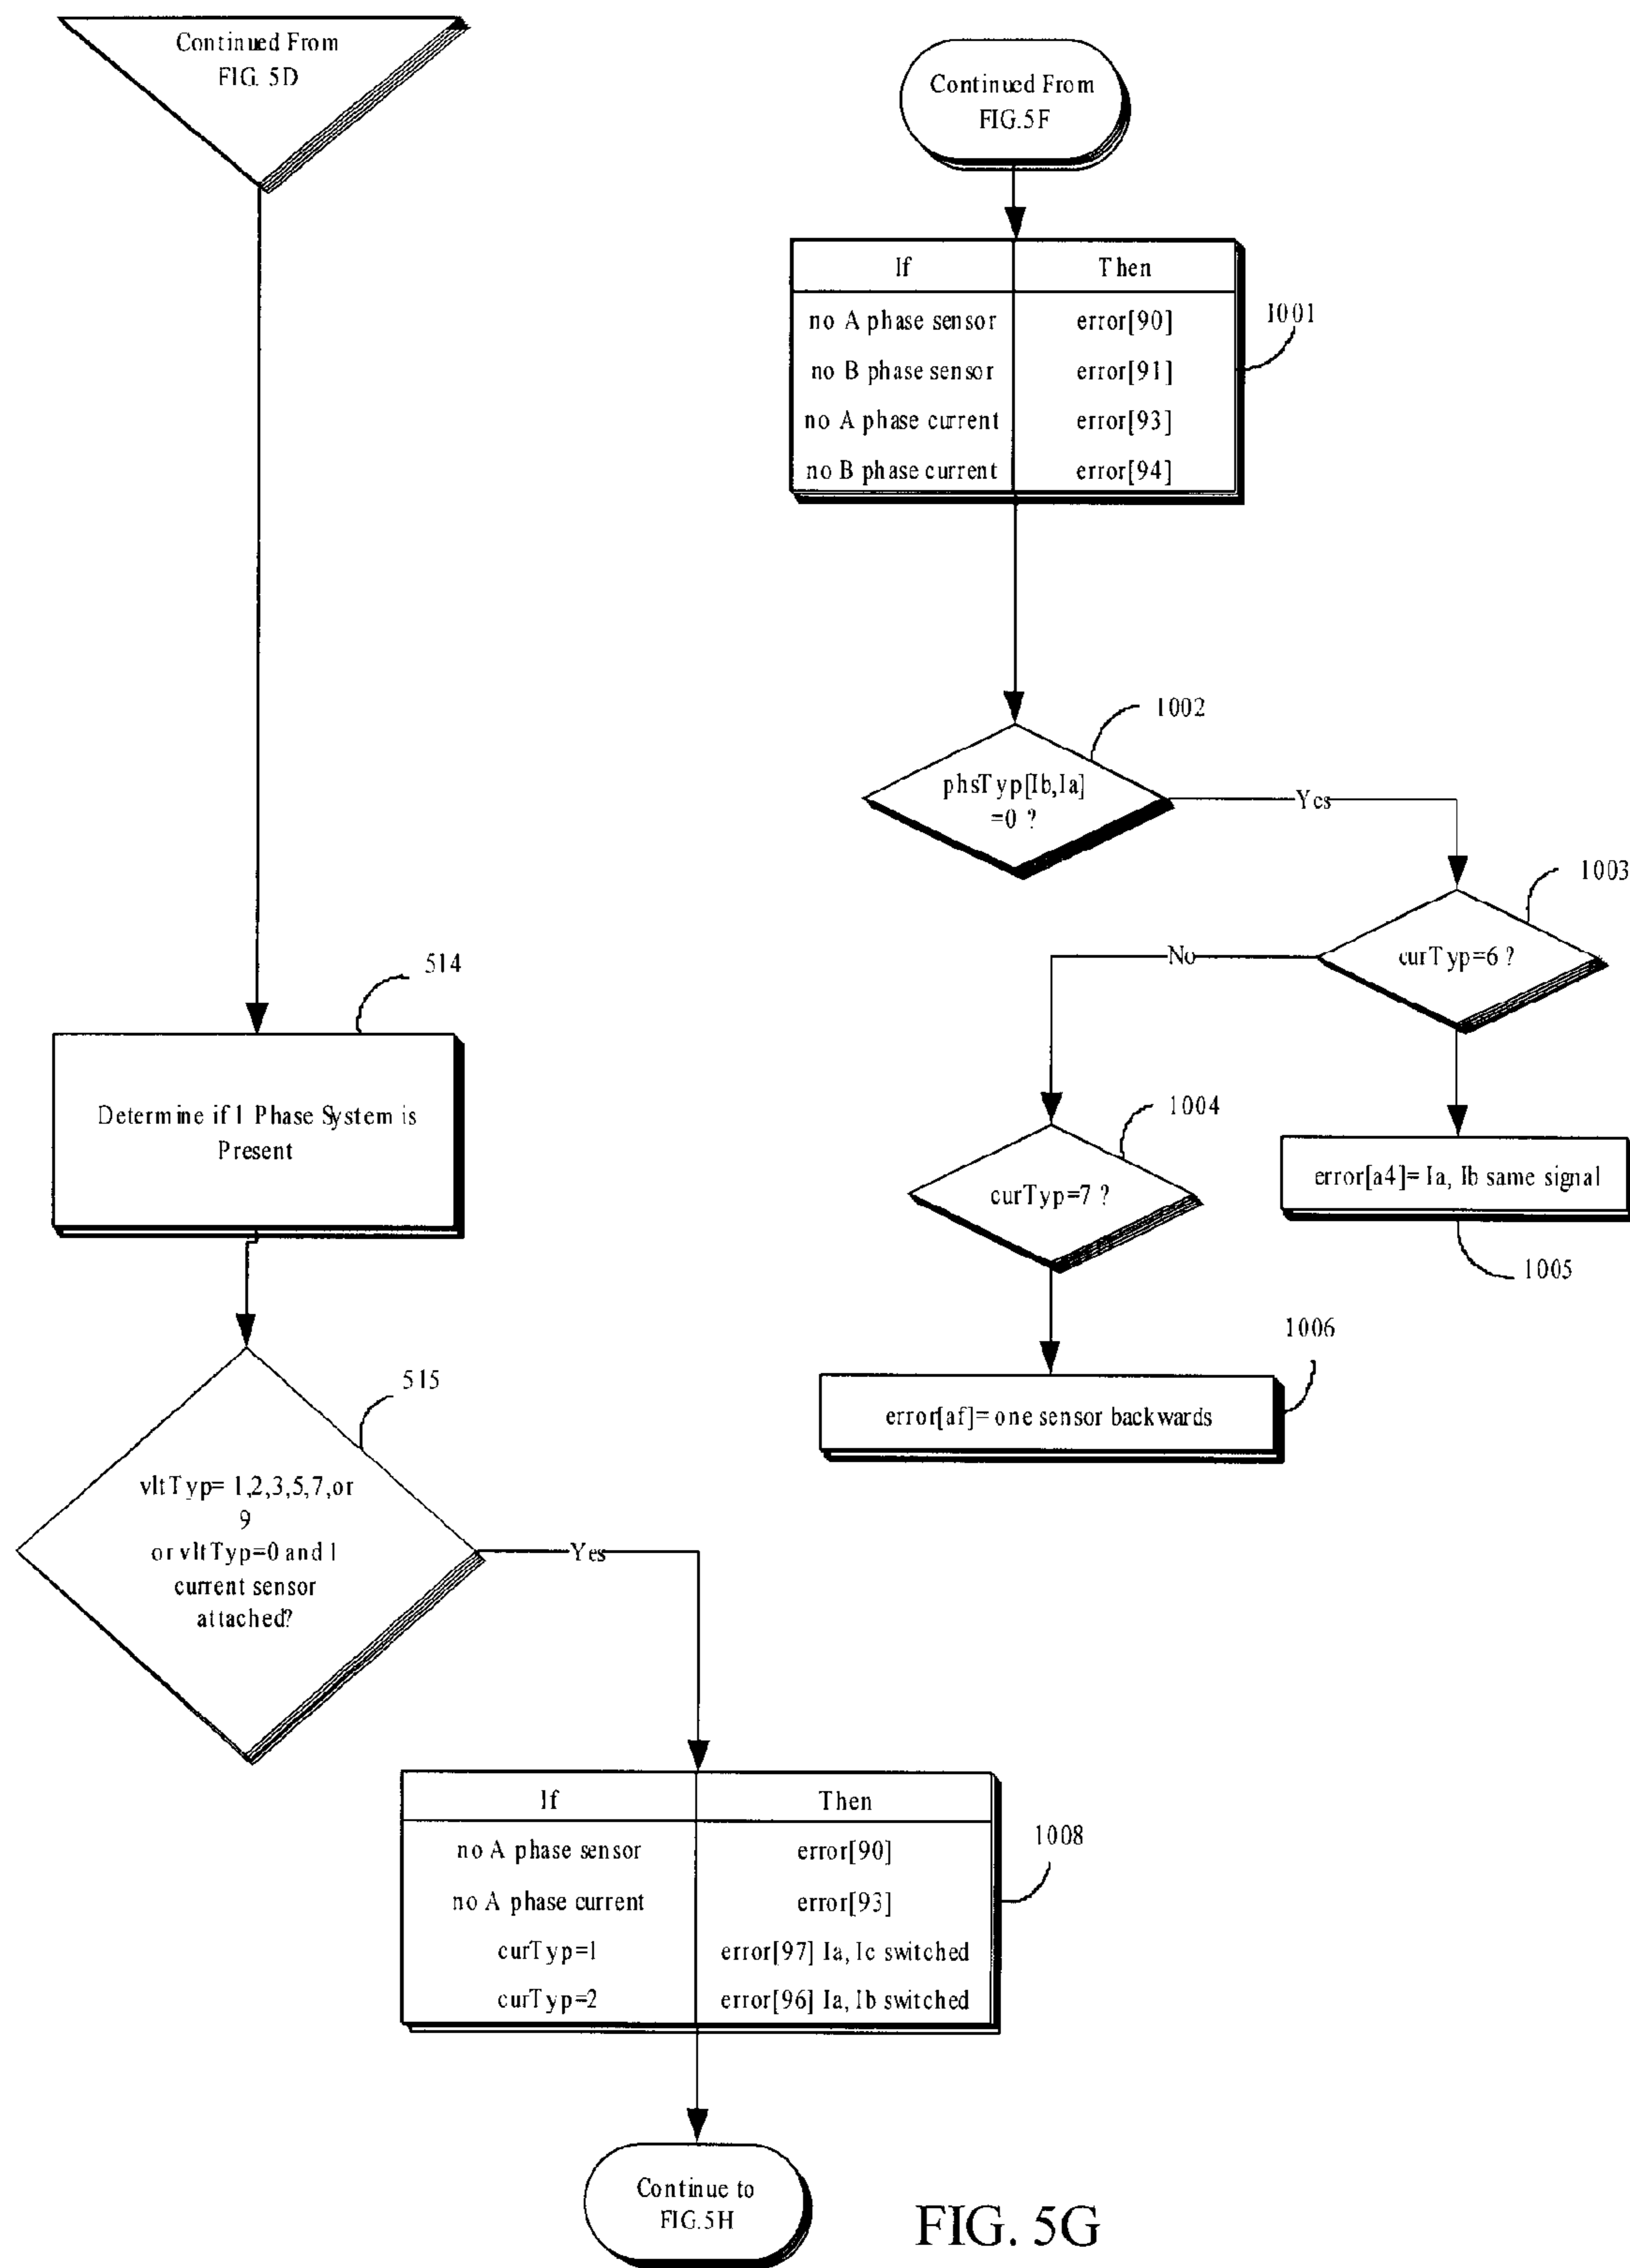 Continued From
FIG. 5D
514
Determine if 1 Phase System is
Present
515
vltTyp= 1,2,3,5,7,or
9
or vltTyp=0 and 1
current sensor
attached?
Yes
Continued From
FIG.5F
If Then
no A phase sensor error[90]
no B phase sensor error[91]
no A phase current error[93]
no B phase current error[94]
1001
1002
phsTyp[Ib,Ia]
=0 ?
Yes
1003
curTyp=6 ?
No
1004
curTyp=7 ?
error[a4]= Ia, Ib same signal
1005
1006
error[af]= one sensor backwards
If Then
no A phase sensor error[90]
no A phase current error[93]
curTyp=1 error[97] Ia, Ic switched
curTyp=2 error[96] Ia, Ib switched
1008
Continue to
FIG.5H
FIG. 5G